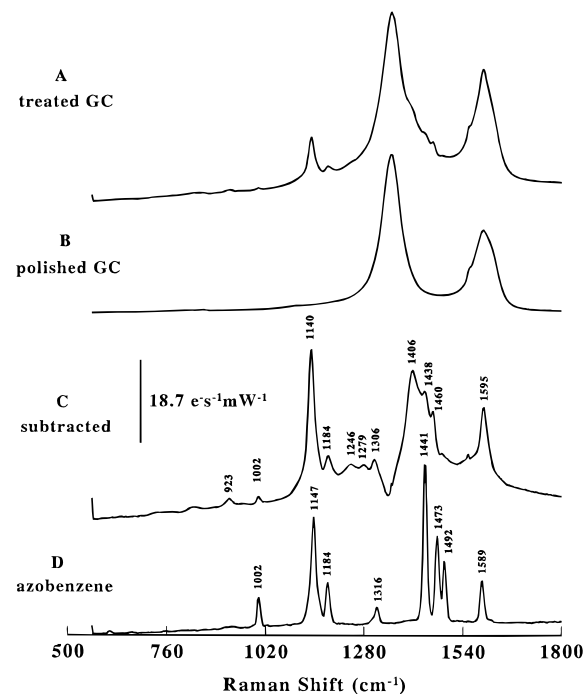 A
treated GC
B
polished GC
C
subtracted
18.7 e-s-1mW-1
923
1002
1140
1184
1246
1279
1306
1406
1438
1460
1595
D
azobenzene
1002
1147
1184
1316
1441
1473
1492
1589
500 760 1020 1280 1540 1800
Raman Shift (cm-1)